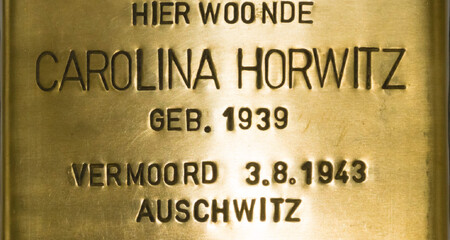 HIER WOONDE
CAROLINA HORWITZ
GEB. 1939
VERMOORD 3.8.1943
AUSCHWITZ